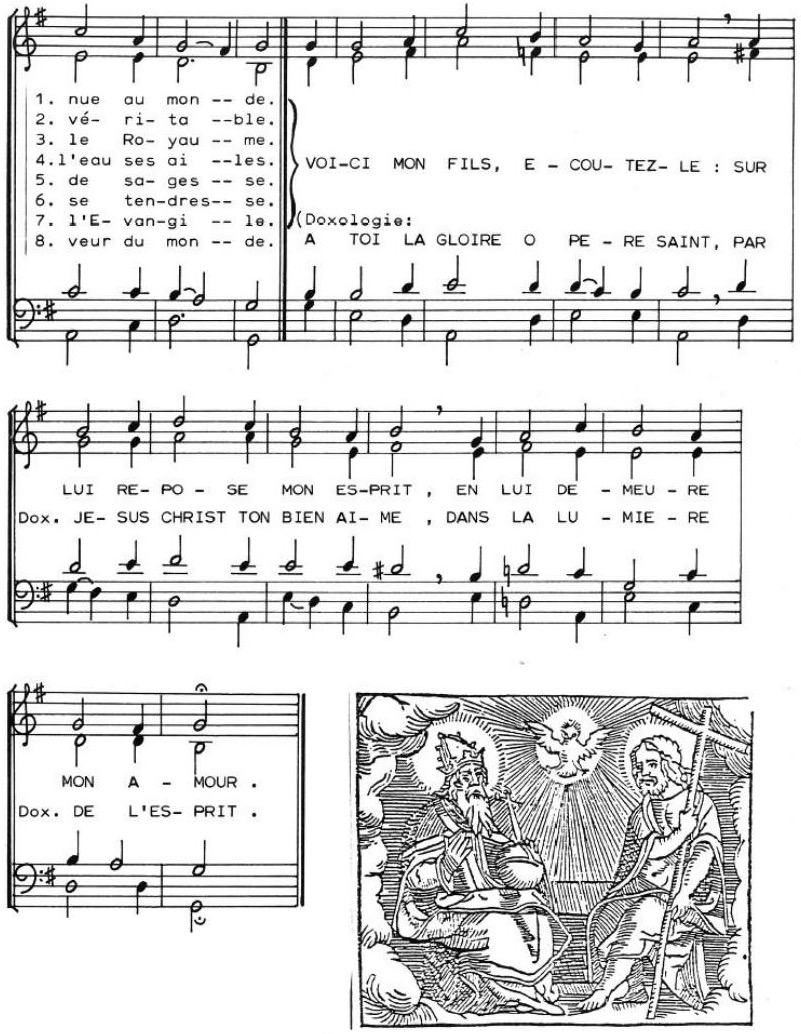 1. nue au mon -- de.
2. vé- ri- ta --ble.
3. le Ro- yau -- me.
4.l'eau ses ai --les.
5. de sa- ges -- se.
6. se ten-dres-- se.
7. l'E- van-gi -- le.
8. veur du mon -- de.
VOI-CI MON FILS, E - COU- TEZ- LE : SUR
(Doxologie:
A TOI LA GLOIRE O PE - RE SAINT, PAR
LUI RE- PO - SE MON ES-PRIT , EN LUI DE - MEU - RE
Dox. JE- SUS CHRIST TON BIEN AI- ME , DANS LA LU - MIE - RE
MON A - MOUR .
Dox. DE L'ES- PRIT .